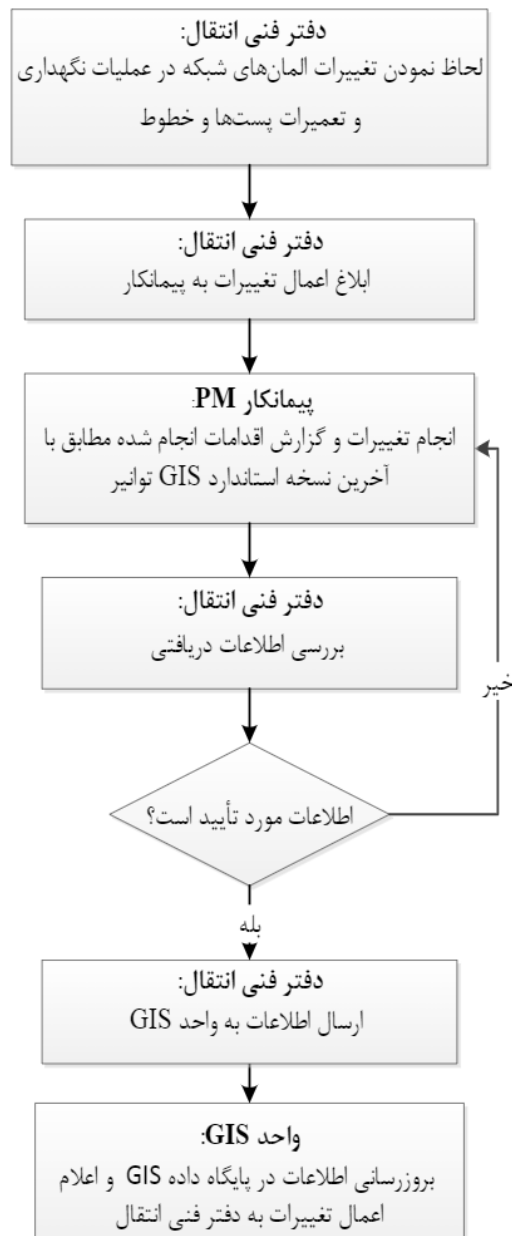 دفتر فنی انتقال:
لحاظ نمودن تغییرات المان‌های شبکه در عملیات نگهداری
و تعمیرات پست‌ها و خطوط
دفتر فنی انتقال:
ابلاغ اعمال تغییرات به پیمانکار
پیمانکار PM:
انجام تغییرات و گزارش اقدامات انجام شده مطابق با
آخرین نسخه استاندارد GIS توانیر
دفتر فنی انتقال:
بررسی اطلاعات دریافتی
اطلاعات مورد تأیید است؟
خیر
بله
دفتر فنی انتقال:
ارسال اطلاعات به واحد GIS
واحد GIS:
بروزرسانی اطلاعات در پایگاه داده GIS و اعلام
اعمال تغییرات به دفتر فنی انتقال